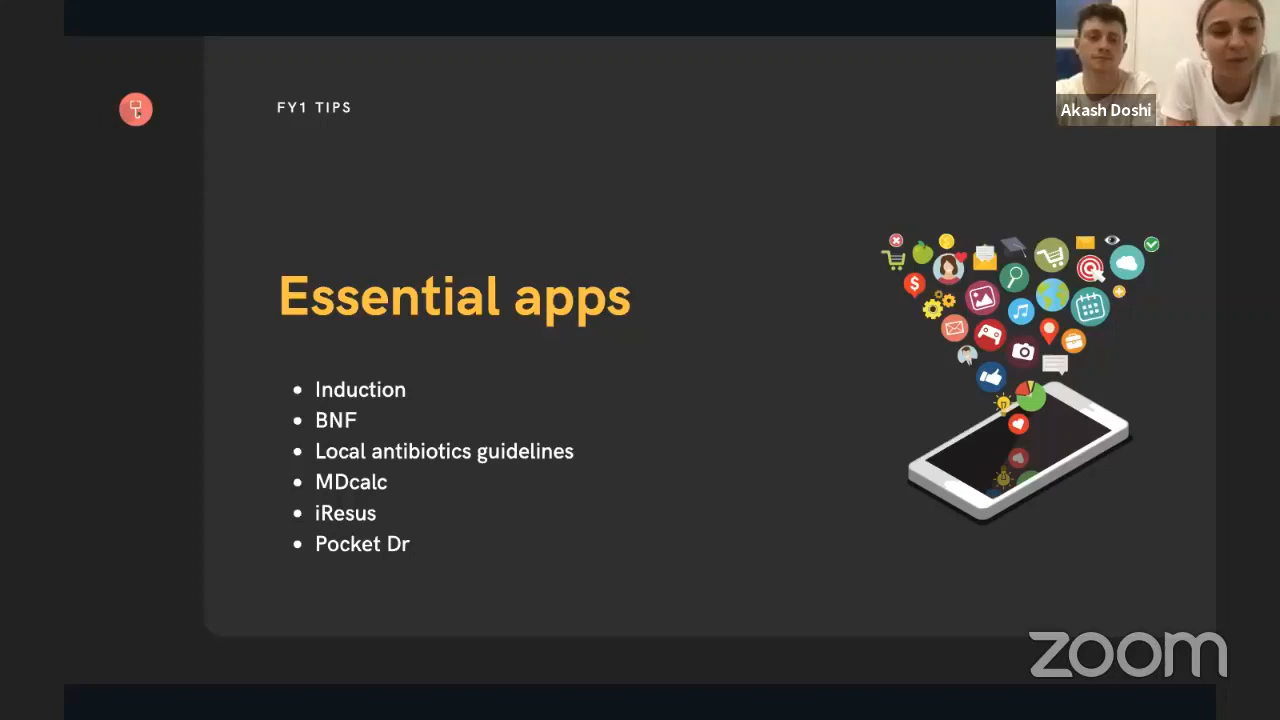 FY1 TIPS
Akash Doshi
Essential apps
Induction
BNF
Local antibiotics guidelines
MDcalc
iResus
Pocket Dr
zoom